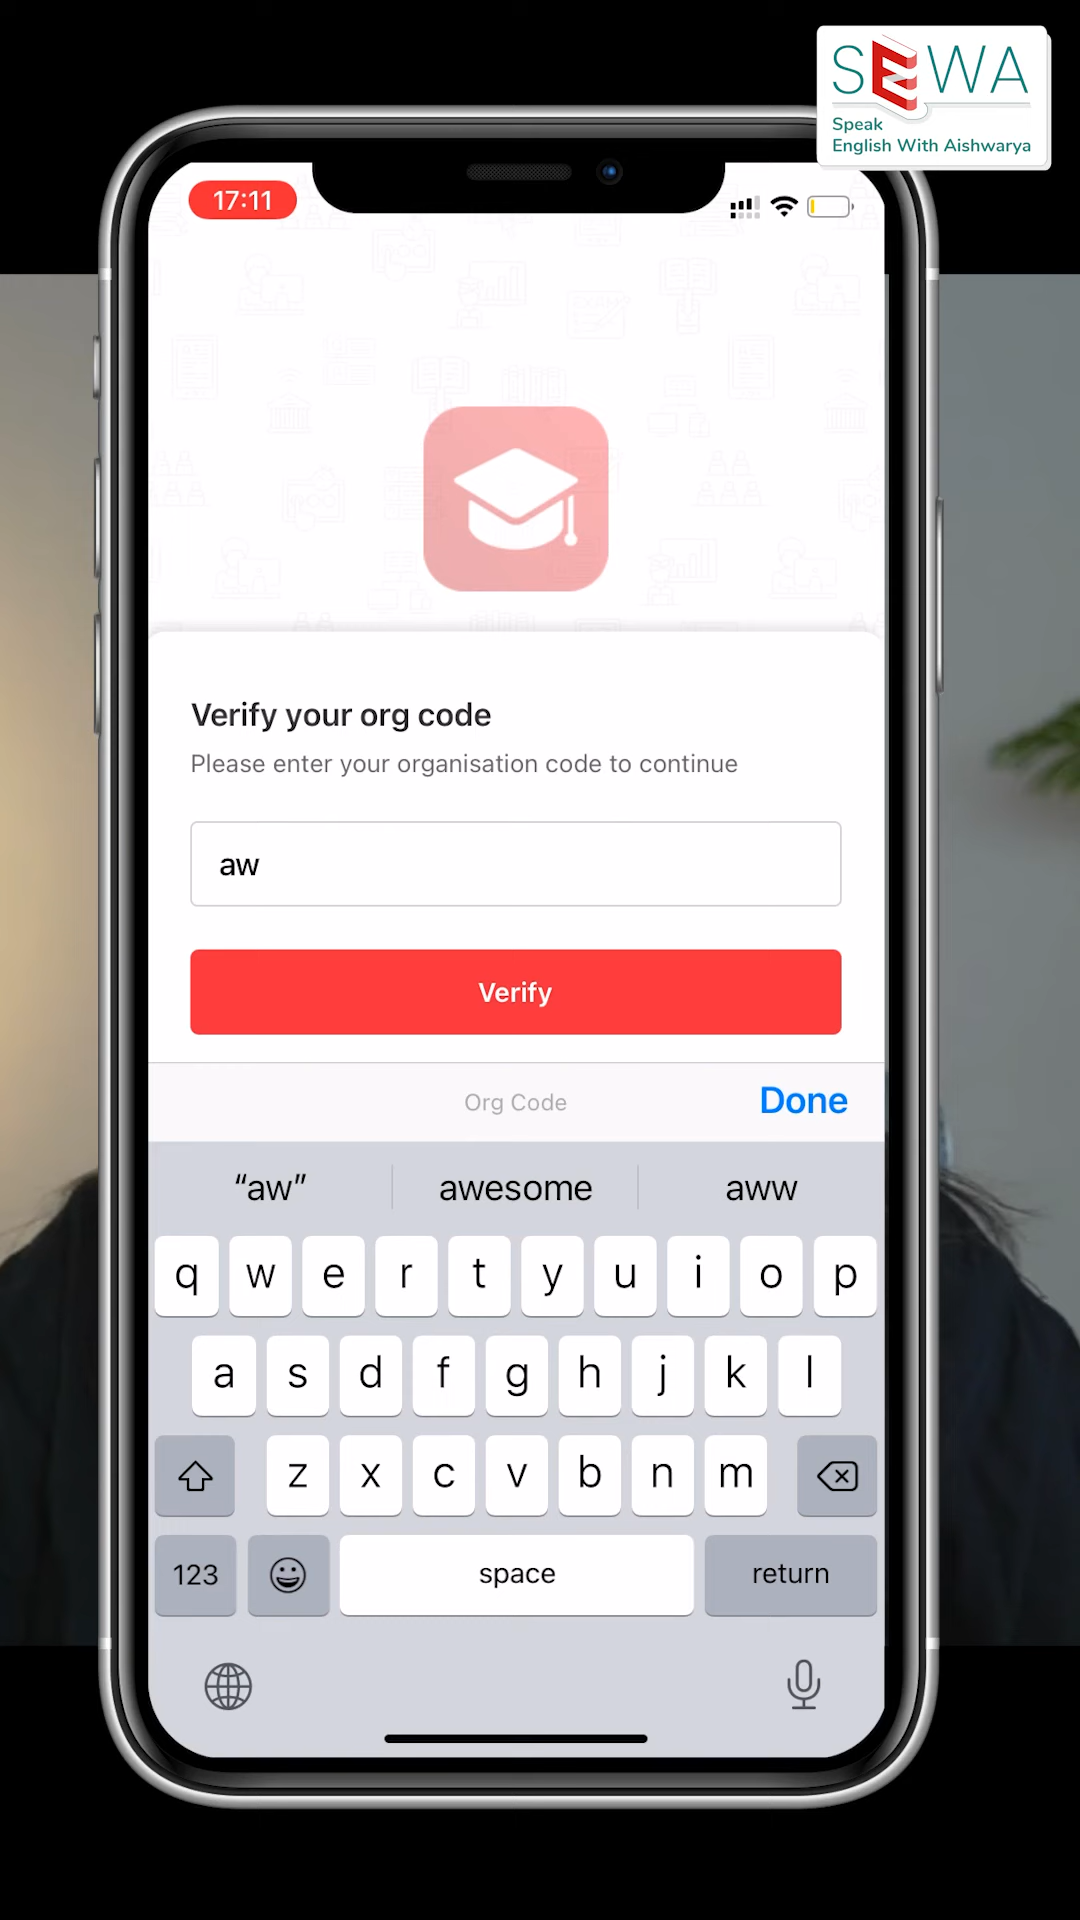 SEWA
Speak
English With Aishwarya
17:11
Verify your org code
Please enter your organisation code to continue
aw
Verify
Org Code
Done
“aw” awesome aww
q w e r t y u i o p
a s d f g h j k l
z x c v b n m
123 space return